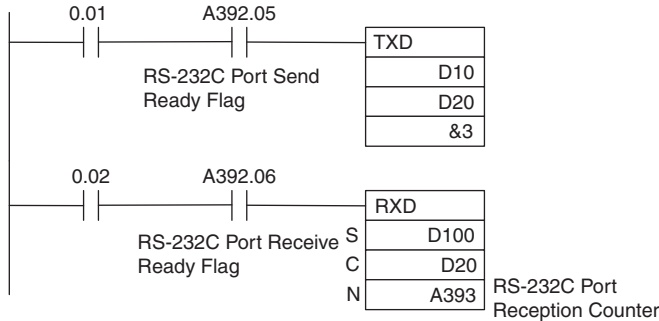 0.01 A392.05
TXD
D10
D20
&3
RS-232C Port Send
Ready Flag
0.02 A392.06
RXD
S D100
C D20
N A393
RS-232C Port Receive
Ready Flag
RS-232C Port
Reception Counter